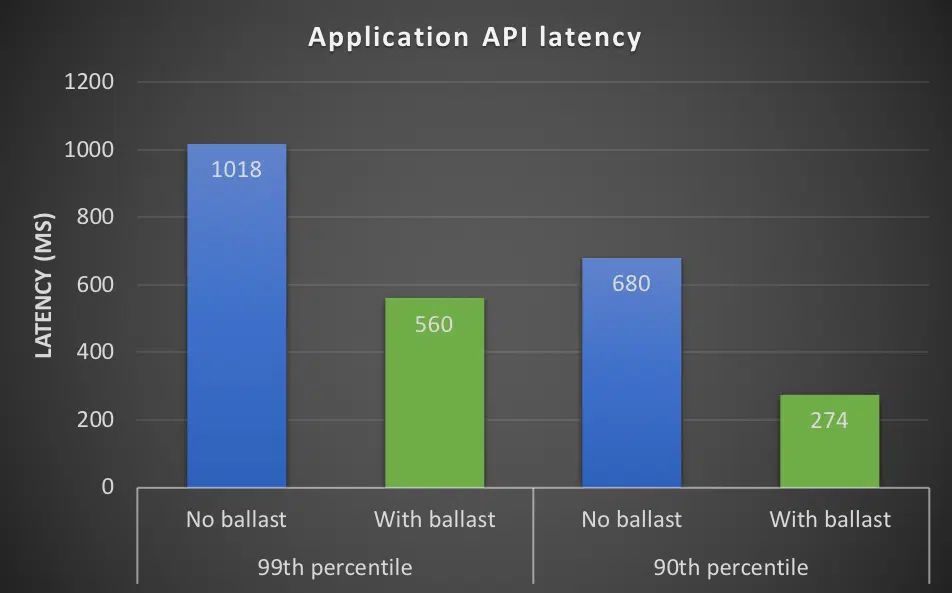 Application API latency
LATENCY (MS)
1200
1000
800
600
400
200
0
1018
560
680
274
No ballast
With ballast
No ballast
With ballast
99th percentile
90th percentile